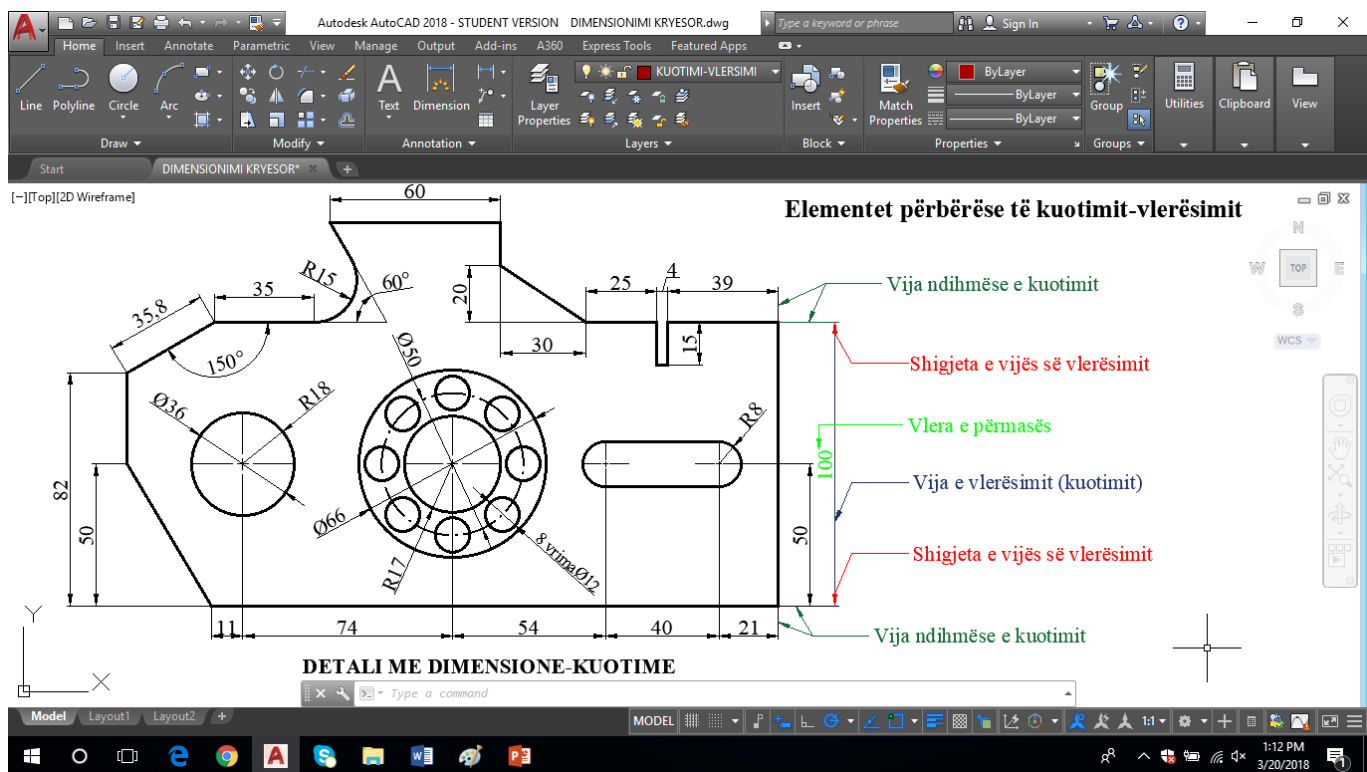 Autodesk AutoCAD 2018 - STUDENT VERSION DIMENSIONIMI KRYESOR.dwg
Type a keyword or phrase
Sign In
Home Insert Annotate Parametric View Manage Output Add-ins A360 Express Tools Featured Apps
KUOTIMI-VLERSIMI
ByLayer
ByLayer
ByLayer
Line Polyline Circle Arc
Text Dimension
Layer Properties
Insert
Match Properties
Group
Utilities
Clipboard
View
Draw Modify Annotation Layers Block Properties Groups
Start
DIMENSIONIMI KRYESOR*
[−][Top][2D Wireframe]
Elementet përbërëse të kuotimit-vlerësimit
N
W TOP E
S
WCS
60
R15
60°
35
35,8
150°
20
25
4
39
30
15
Vija ndihmëse e kuotimit
Shigjeta e vijës së vlerësimit
Vlera e përmasës
100
Vija e vlerësimit (kuotimit)
Shigjeta e vijës së vlerësimit
Vija ndihmëse e kuotimit
Ø50
Ø36
R18
R8
82
50
Ø66
R17
8 vrimaØ12
50
11 74 54 40 21
Y
X
DETALI ME DIMENSIONE-KUOTIME
Type a command
Model Layout1 Layout2
MODEL
1:1
1:12 PM
3/20/2018